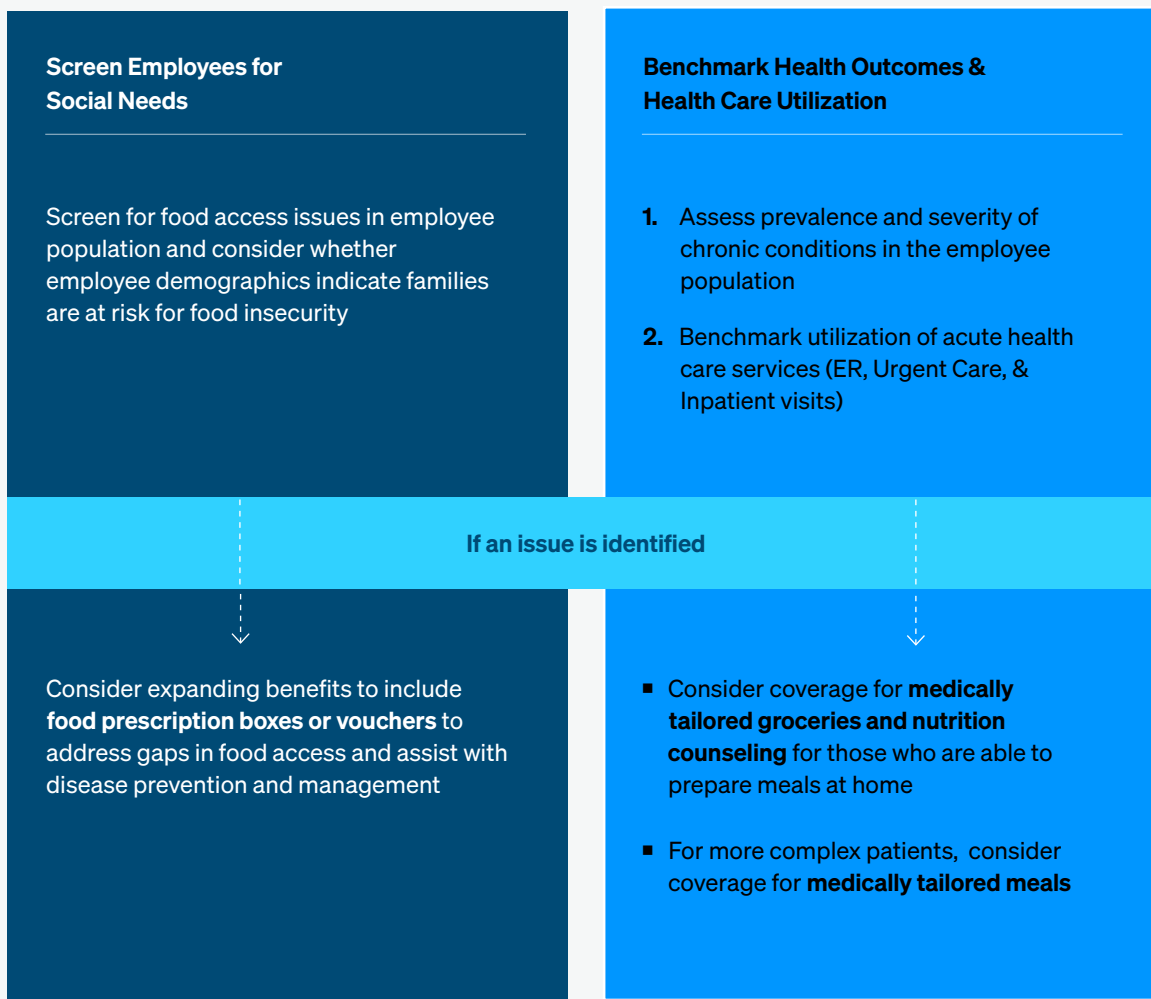 Screen Employees for
Social Needs
Screen for food access issues in employee
population and consider whether
employee demographics indicate families
are at risk for food insecurity
Benchmark Health Outcomes &
Health Care Utilization
1. Assess prevalence and severity of
chronic conditions in the employee
population
2. Benchmark utilization of acute health
care services (ER, Urgent Care, &
Inpatient visits)
If an issue is identified
Consider expanding benefits to include
food prescription boxes or vouchers to
address gaps in food access and assist with
disease prevention and management
■ Consider coverage for medically
tailored groceries and nutrition
counseling for those who are able to
prepare meals at home
■ For more complex patients, consider
coverage for medically tailored meals